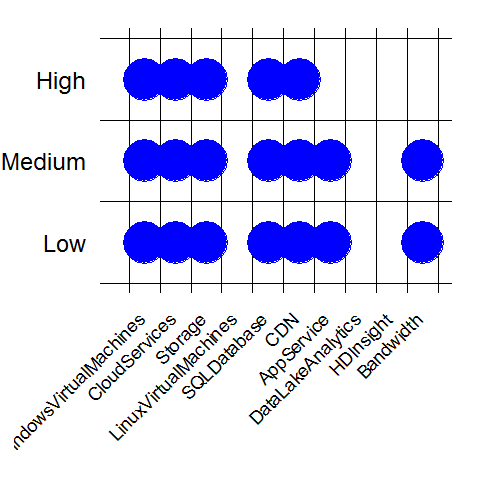 High
Medium
Low
ndowsVirtualMachines
CloudServices
Storage
LinuxVirtualMachines
SQLDatabase
CDN
AppService
DataLakeAnalytics
HDInsight
Bandwidth